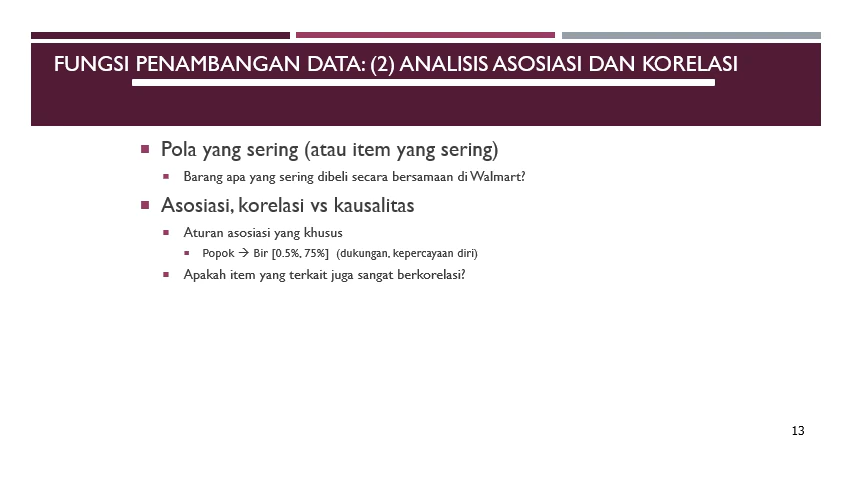 FUNGSI PENAMBANGAN DATA: (2) ANALISIS ASOSIASI DAN KORELASI
Pola yang sering (atau item yang sering)
Barang apa yang sering dibeli secara bersamaan di Walmart?
Asosiasi, korelasi vs kausalitas
Aturan asosiasi yang khusus
Popok → Bir [0.5%, 75%] (dukungan, kepercayaan diri)
Apakah item yang terkait juga sangat berkorelasi?
13